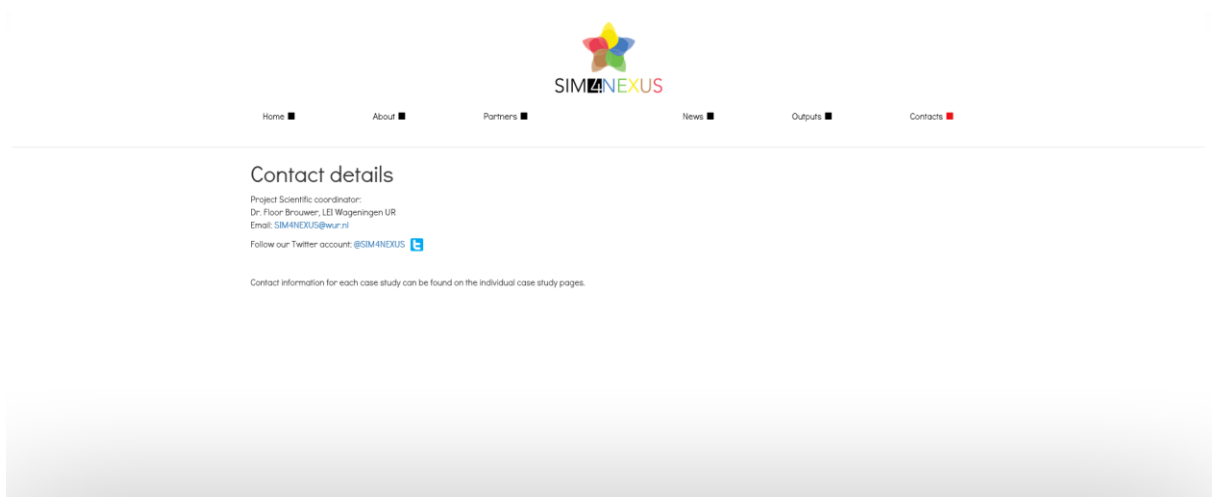 SIM4NEXUS
Home About Partners News Outputs Contacts
Contact details
Project Scientific coordinator:
Dr. Floor Brouwer, LEI Wageningen UR
Email: SIM4NEXUS@wur.nl
Follow our Twitter account: @SIM4NEXUS
Contact information for each case study can be found on the individual case study pages.